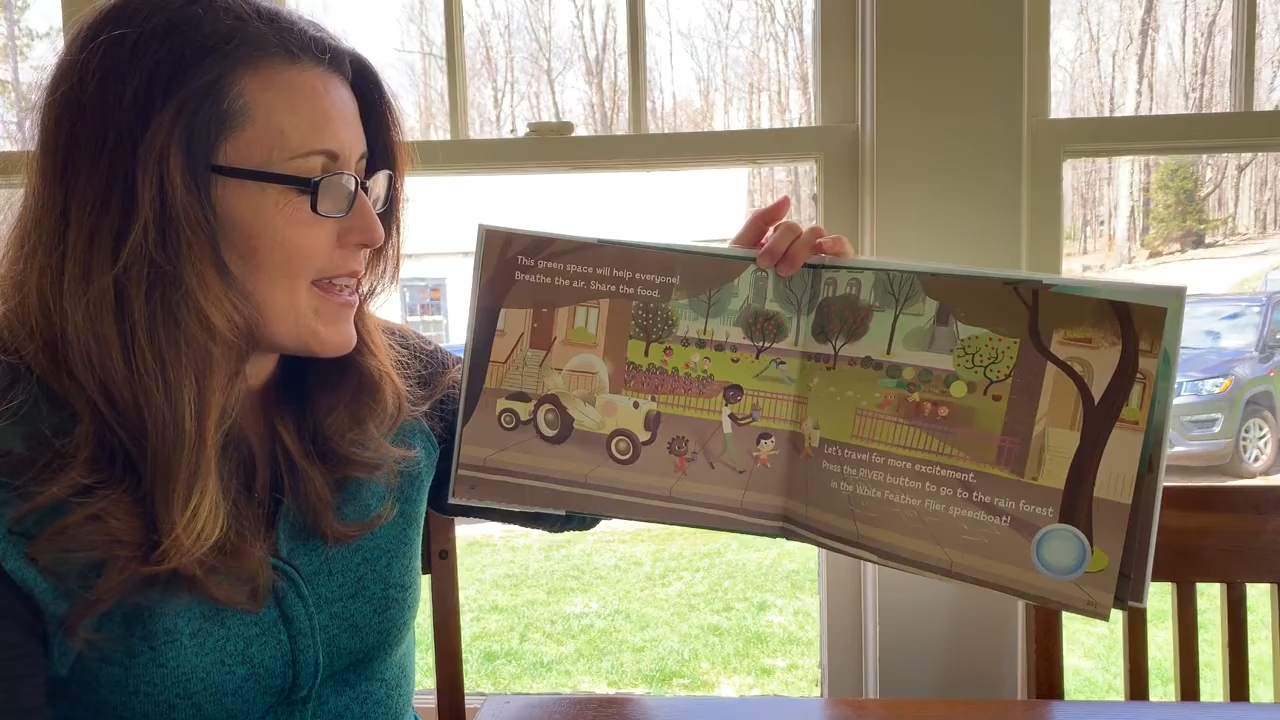 This green space will help everyone!
Breathe the air. Share the food.
Let's travel for more excitement.
Press the RIVER button to go to the rain forest
in the White Feather Flier speedboat!